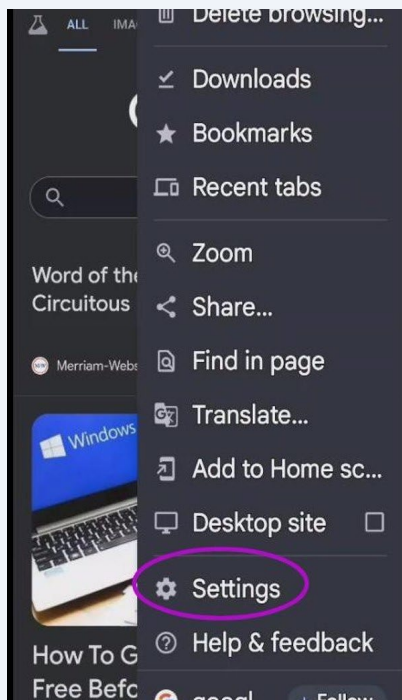 Delete browsing...
ALL IMA
Downloads
Bookmarks
Recent tabs
Zoom
Word of the
Circuitous
Share...
Merriam-Webs
Find in page
Translate...
Windows
Add to Home sc...
Desktop site
Settings
Help & feedback
How To G
Free Befo
googl
+ Follow